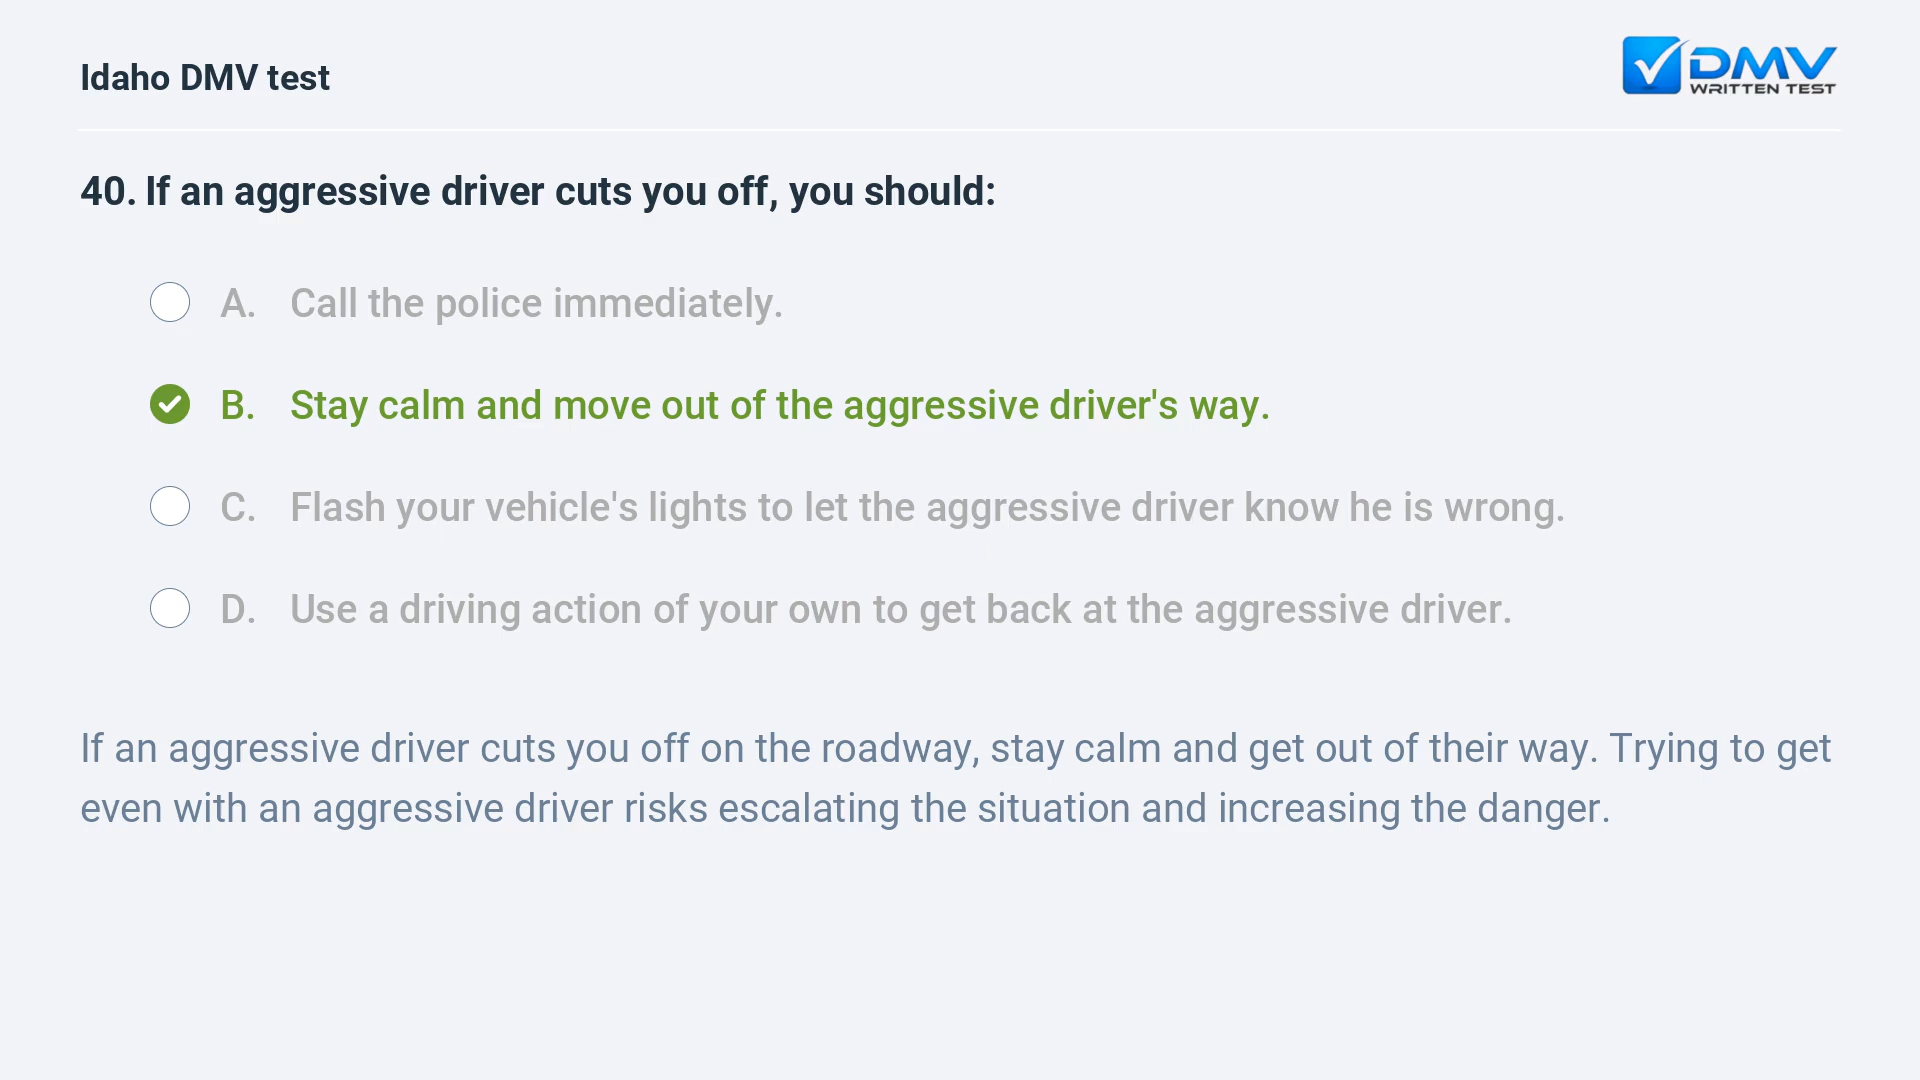 Idaho DMV test
DMV
WRITTEN TEST
40. If an aggressive driver cuts you off, you should:
A. Call the police immediately.
B. Stay calm and move out of the aggressive driver's way.
C. Flash your vehicle's lights to let the aggressive driver know he is wrong.
D. Use a driving action of your own to get back at the aggressive driver.
If an aggressive driver cuts you off on the roadway, stay calm and get out of their way. Trying to get
even with an aggressive driver risks escalating the situation and increasing the danger.